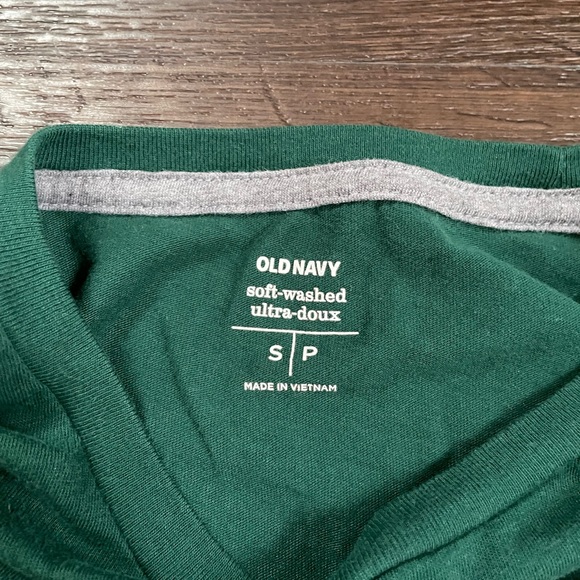 OLD NAVY
soft-washed
ultra-doux
S | P
MADE IN VIETNAM